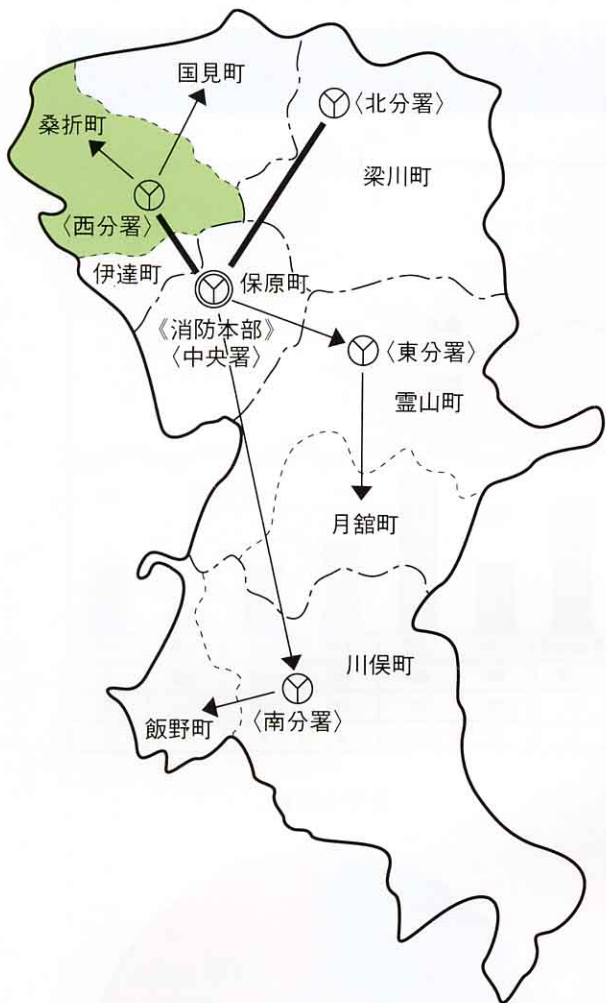 国見町
〈北分署〉
桑折町
梁川町
〈西分署〉
伊達町
保原町
《消防本部》
〈中央署〉
〈東分署〉
霊山町
月舘町
川俣町
〈南分署〉
飯野町